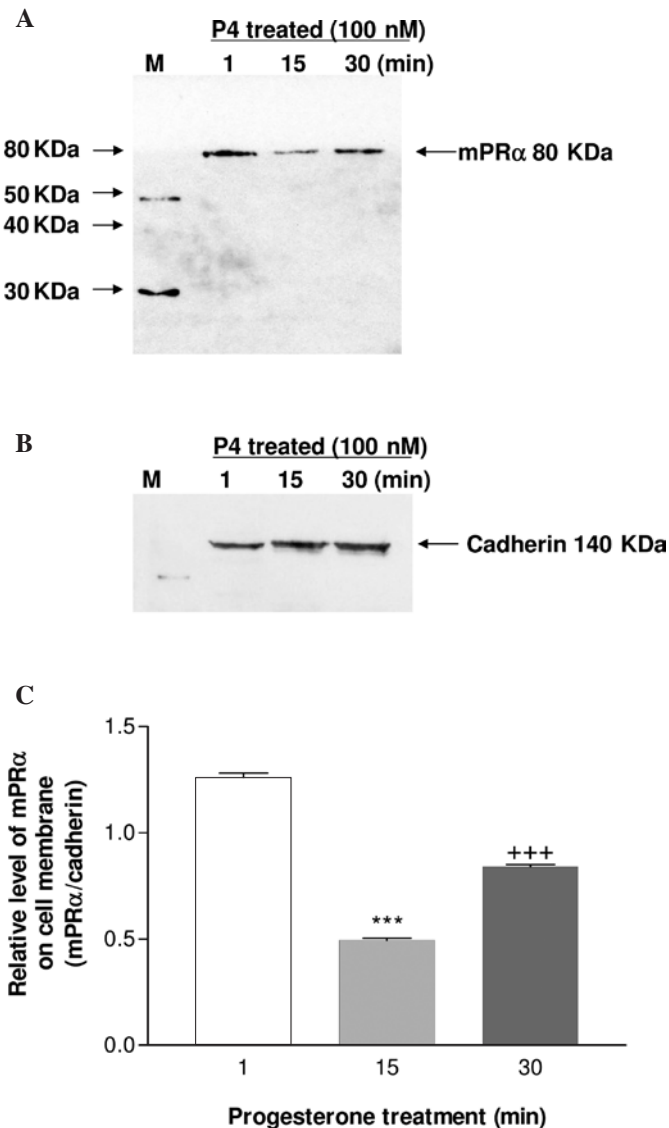 A
P4 treated (100 nM)
M 1 15 30 (min)
80 KDa
50 KDa
40 KDa
30 KDa
mPRα 80 KDa
B
P4 treated (100 nM)
M 1 15 30 (min)
Cadherin 140 KDa
C
Relative level of mPRα
on cell membrane
(mPRα/cadherin)
1.5
1.0
0.5
0.0
***
+++
1 15 30
Progesterone treatment (min)